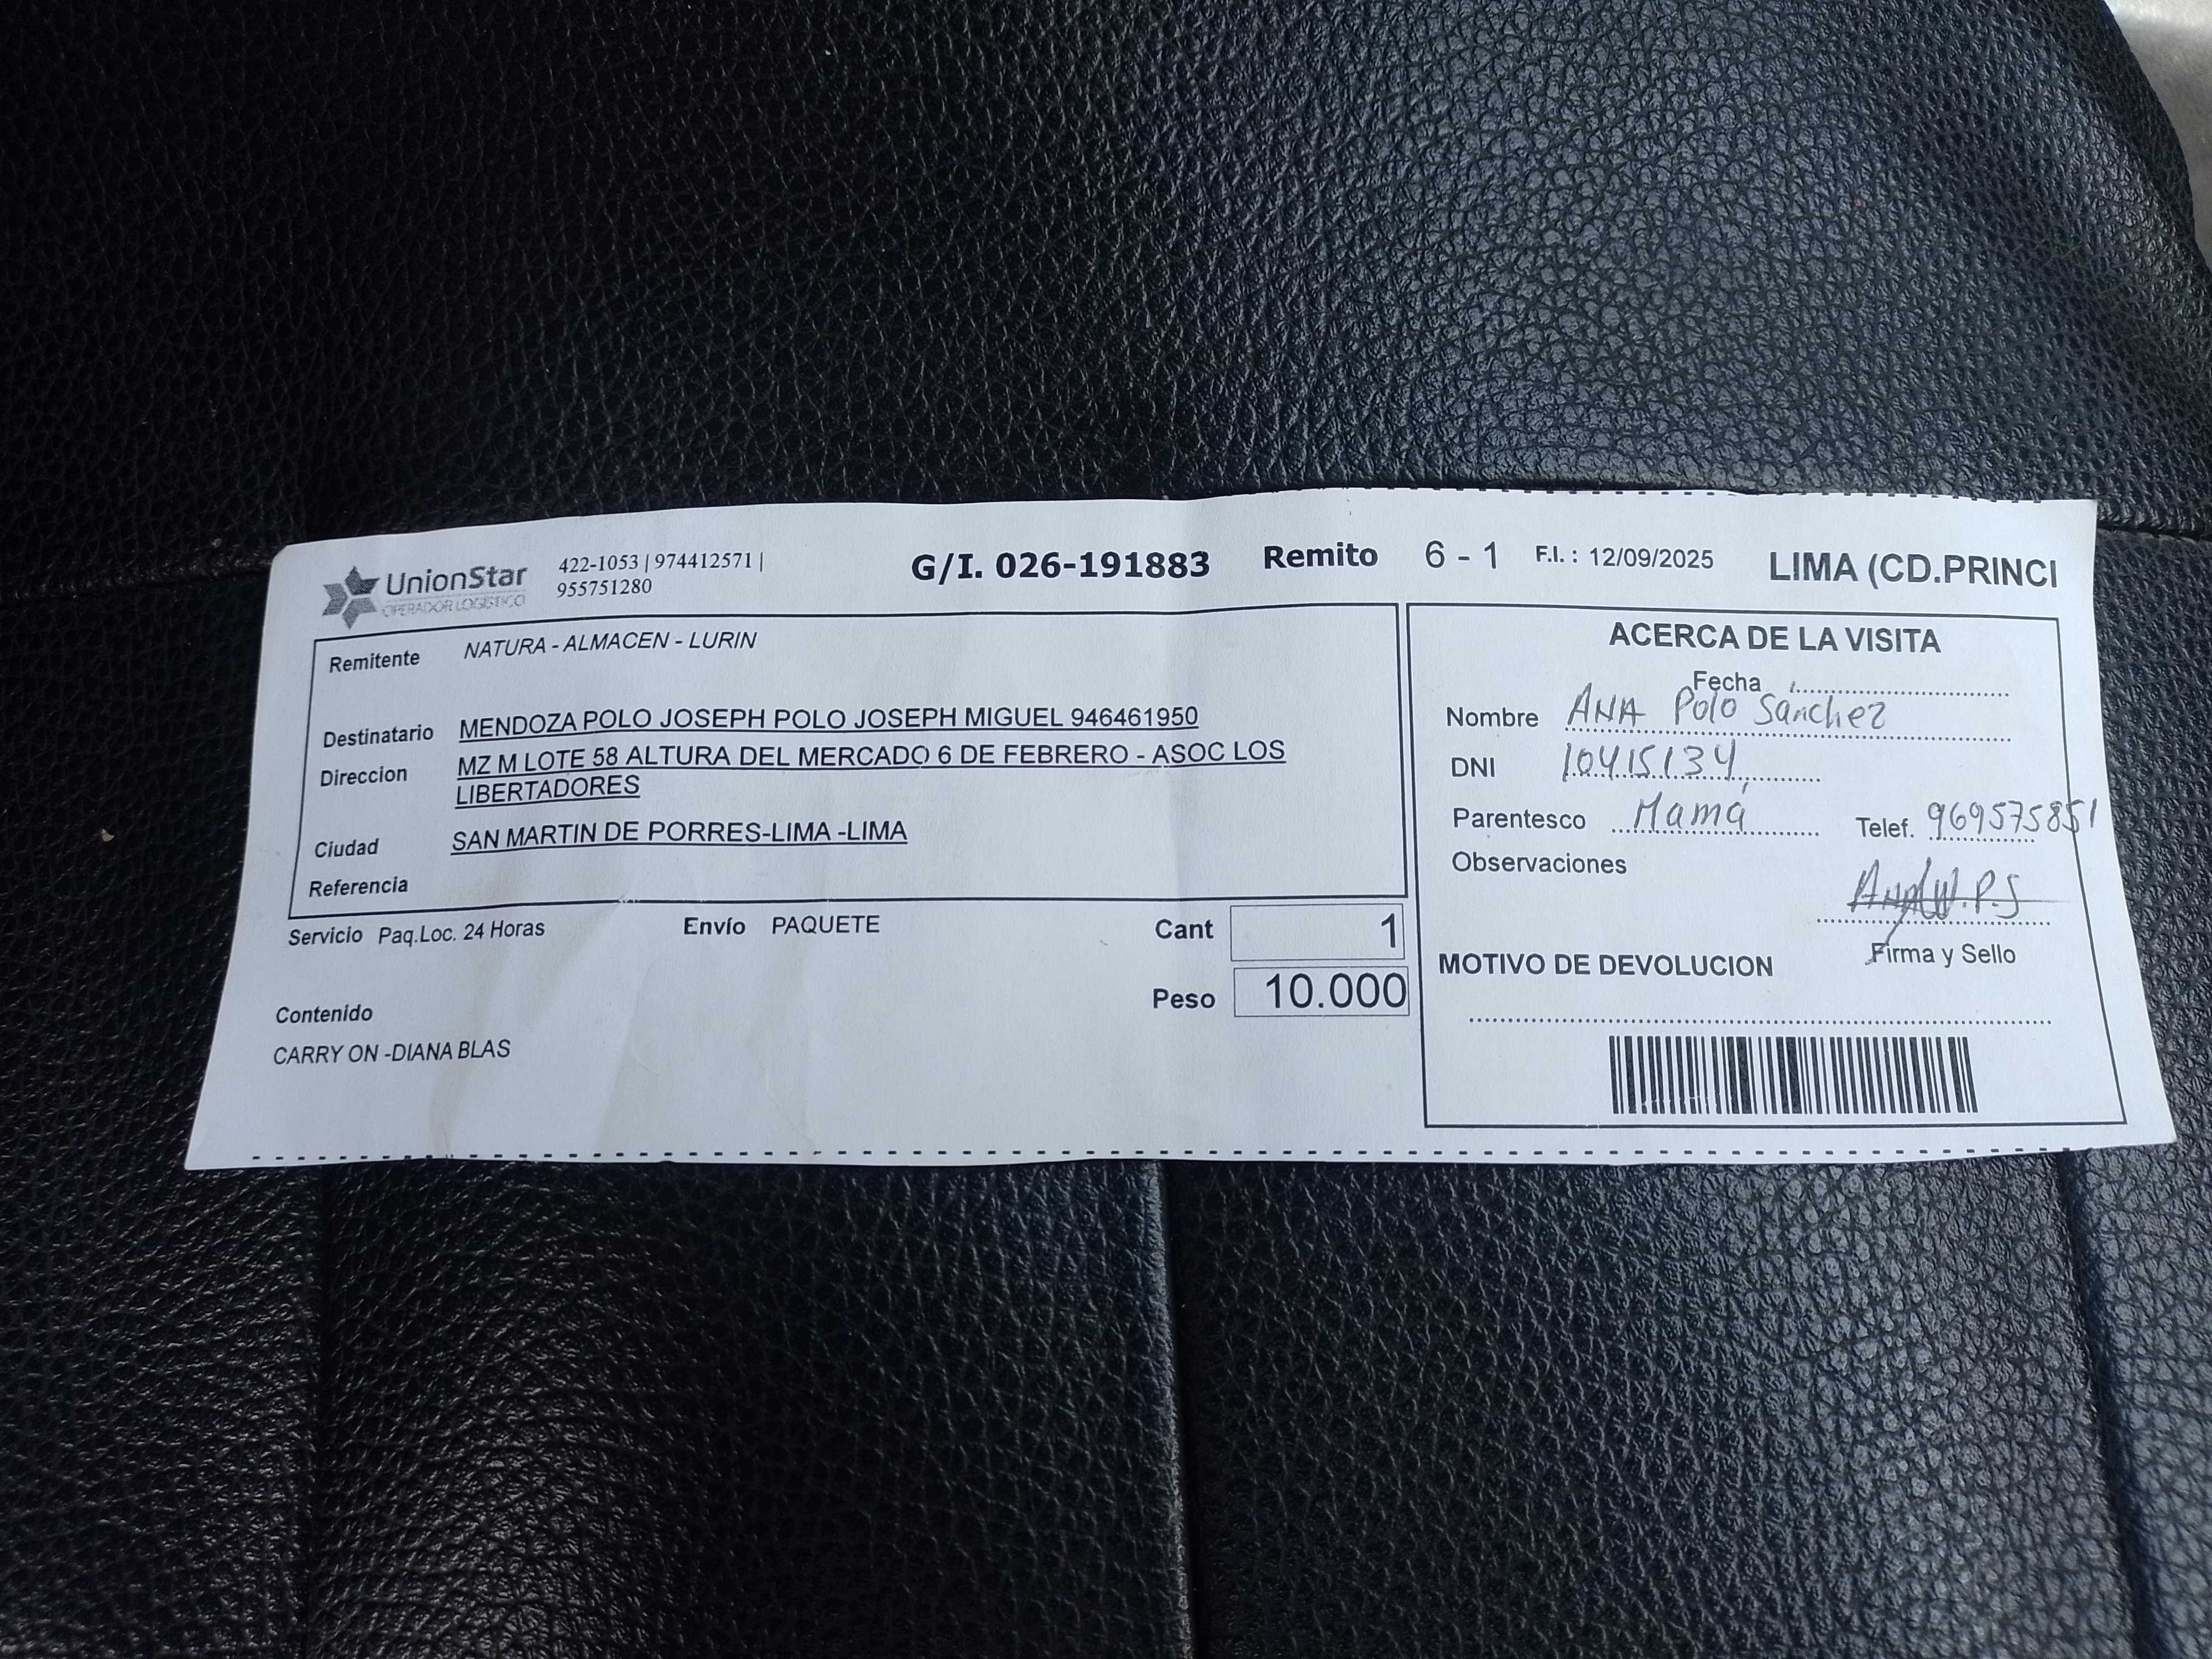 UnionStar
OPERADOR LOGISTICO
422-1053 | 974412571 |
955751280
G/I. 026-191883 Remito 6 - 1 F.I. : 12/09/2025 LIMA (CD.PRINCI
Remitente NATURA - ALMACEN - LURIN
Destinatario MENDOZA POLO JOSEPH POLO JOSEPH MIGUEL 946461950
Direccion MZ M LOTE 58 ALTURA DEL MERCADO 6 DE FEBRERO - ASOC LOS
LIBERTADORES
Ciudad SAN MARTIN DE PORRES-LIMA -LIMA
Referencia
Servicio Paq.Loc. 24 Horas Envío PAQUETE Cant 1
Peso 10.000
Contenido
CARRY ON -DIANA BLAS
ACERCA DE LA VISITA
Fecha
Nombre ANA Polo Sánchez
DNI 10415134
Parentesco Mamá Telef. 969575851
Observaciones
Firma y Sello
MOTIVO DE DEVOLUCION